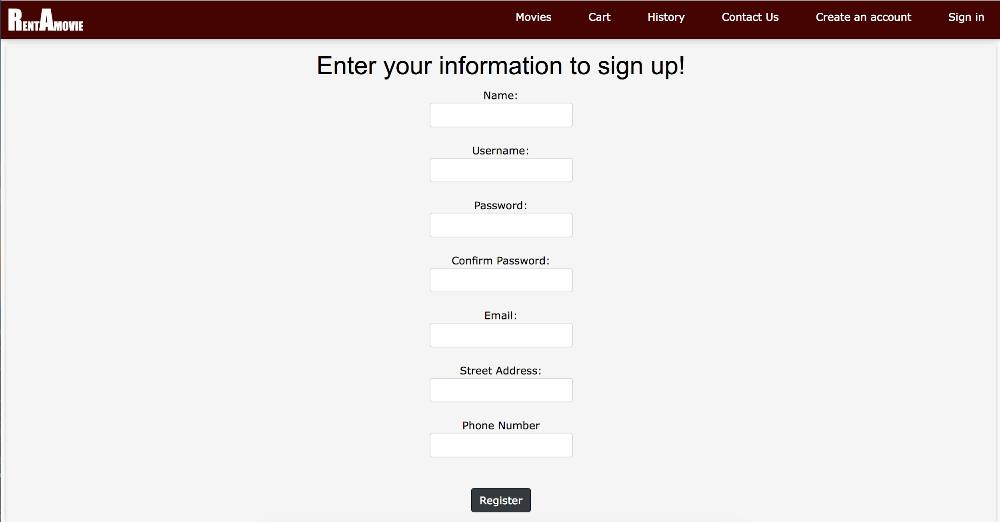 RENTAMOVIE Movies Cart History Contact Us Create an account Sign in
Enter your information to sign up!
Name:
Username:
Password:
Confirm Password:
Email:
Street Address:
Phone Number
Register